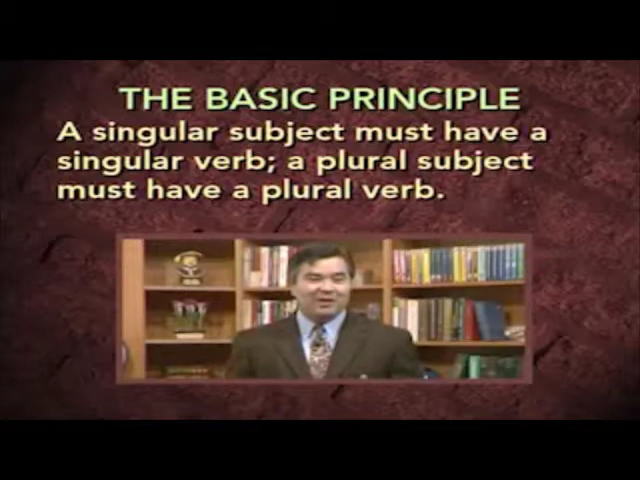 THE BASIC PRINCIPLE
A singular subject must have a
singular verb; a plural subject
must have a plural verb.